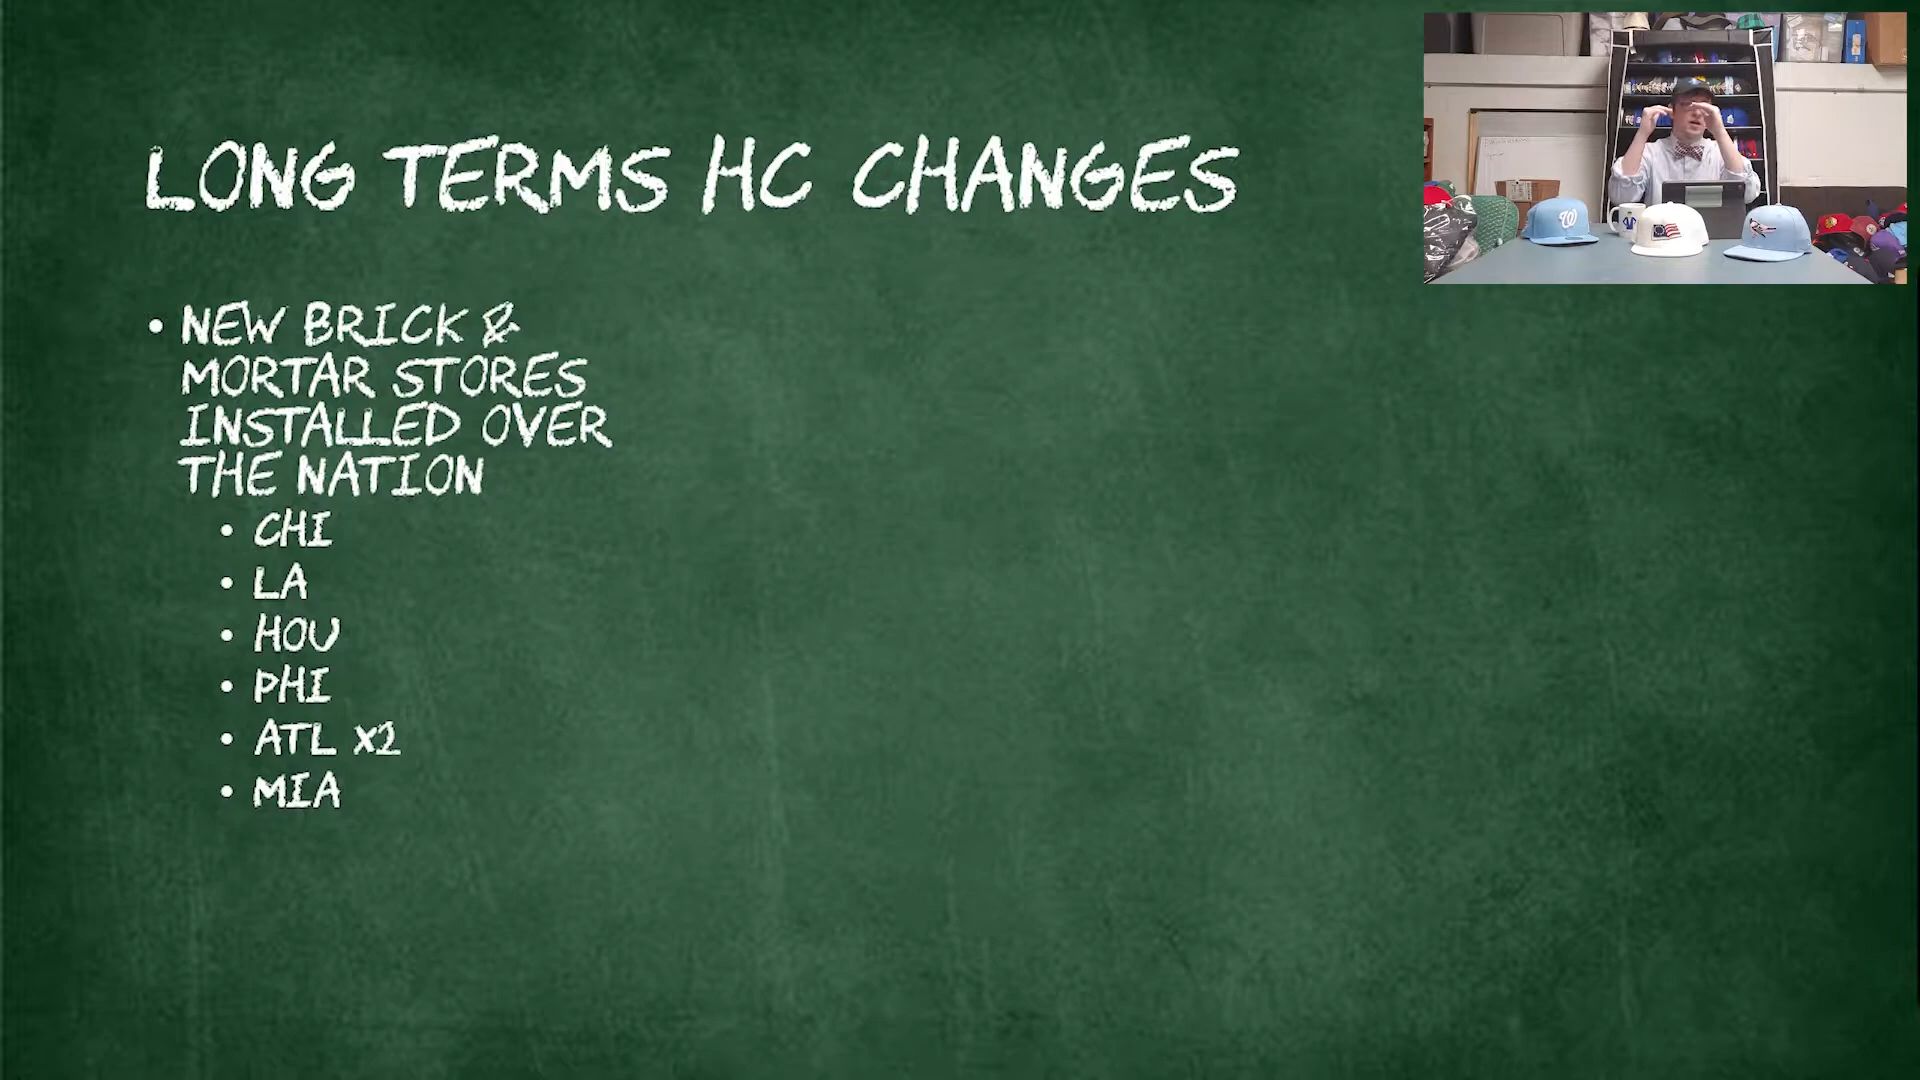 LONG TERMS HC CHANGES
• NEW BRICK &
MORTAR STORES
INSTALLED OVER
THE NATION
• CHI
• LA
• HOU
• PHI
• ATL X2
• MIA
W